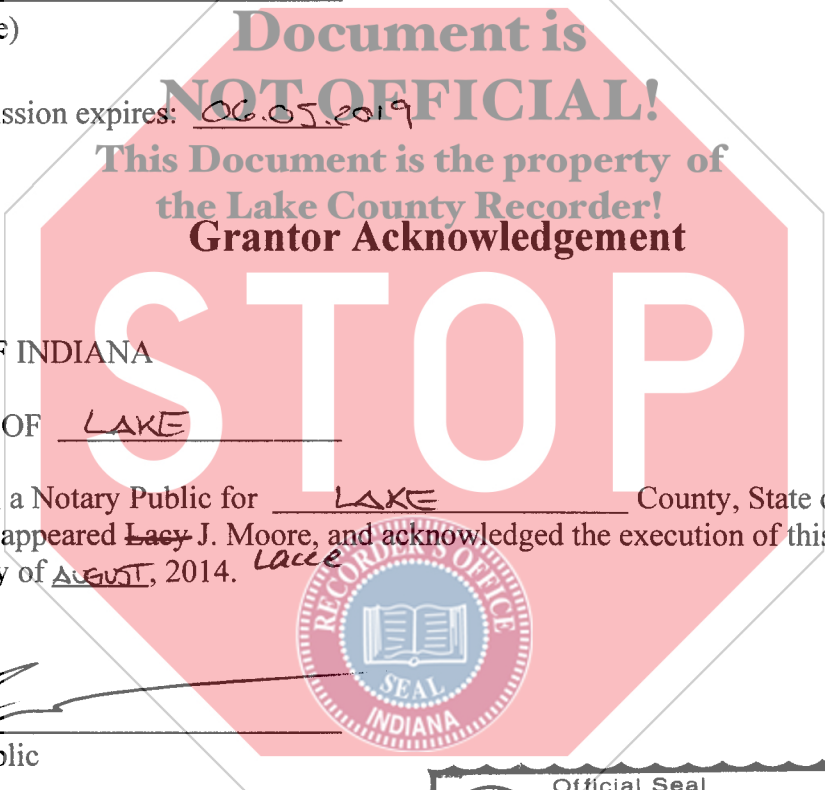 e)
Document is
NOT OFFICIAL!
ssion expires: 06.05.2019
This Document is the property of
the Lake County Recorder!
Grantor Acknowledgement
STOP
F INDIANA
OF LAKE
a Notary Public for LAKE County, State o
appeared Lacy J. Moore, and acknowledged the execution of this
Lacee
y of AUGUST, 2014.
RECORDER'S OFFICE
SEAL
INDIANA
blic
Official Seal